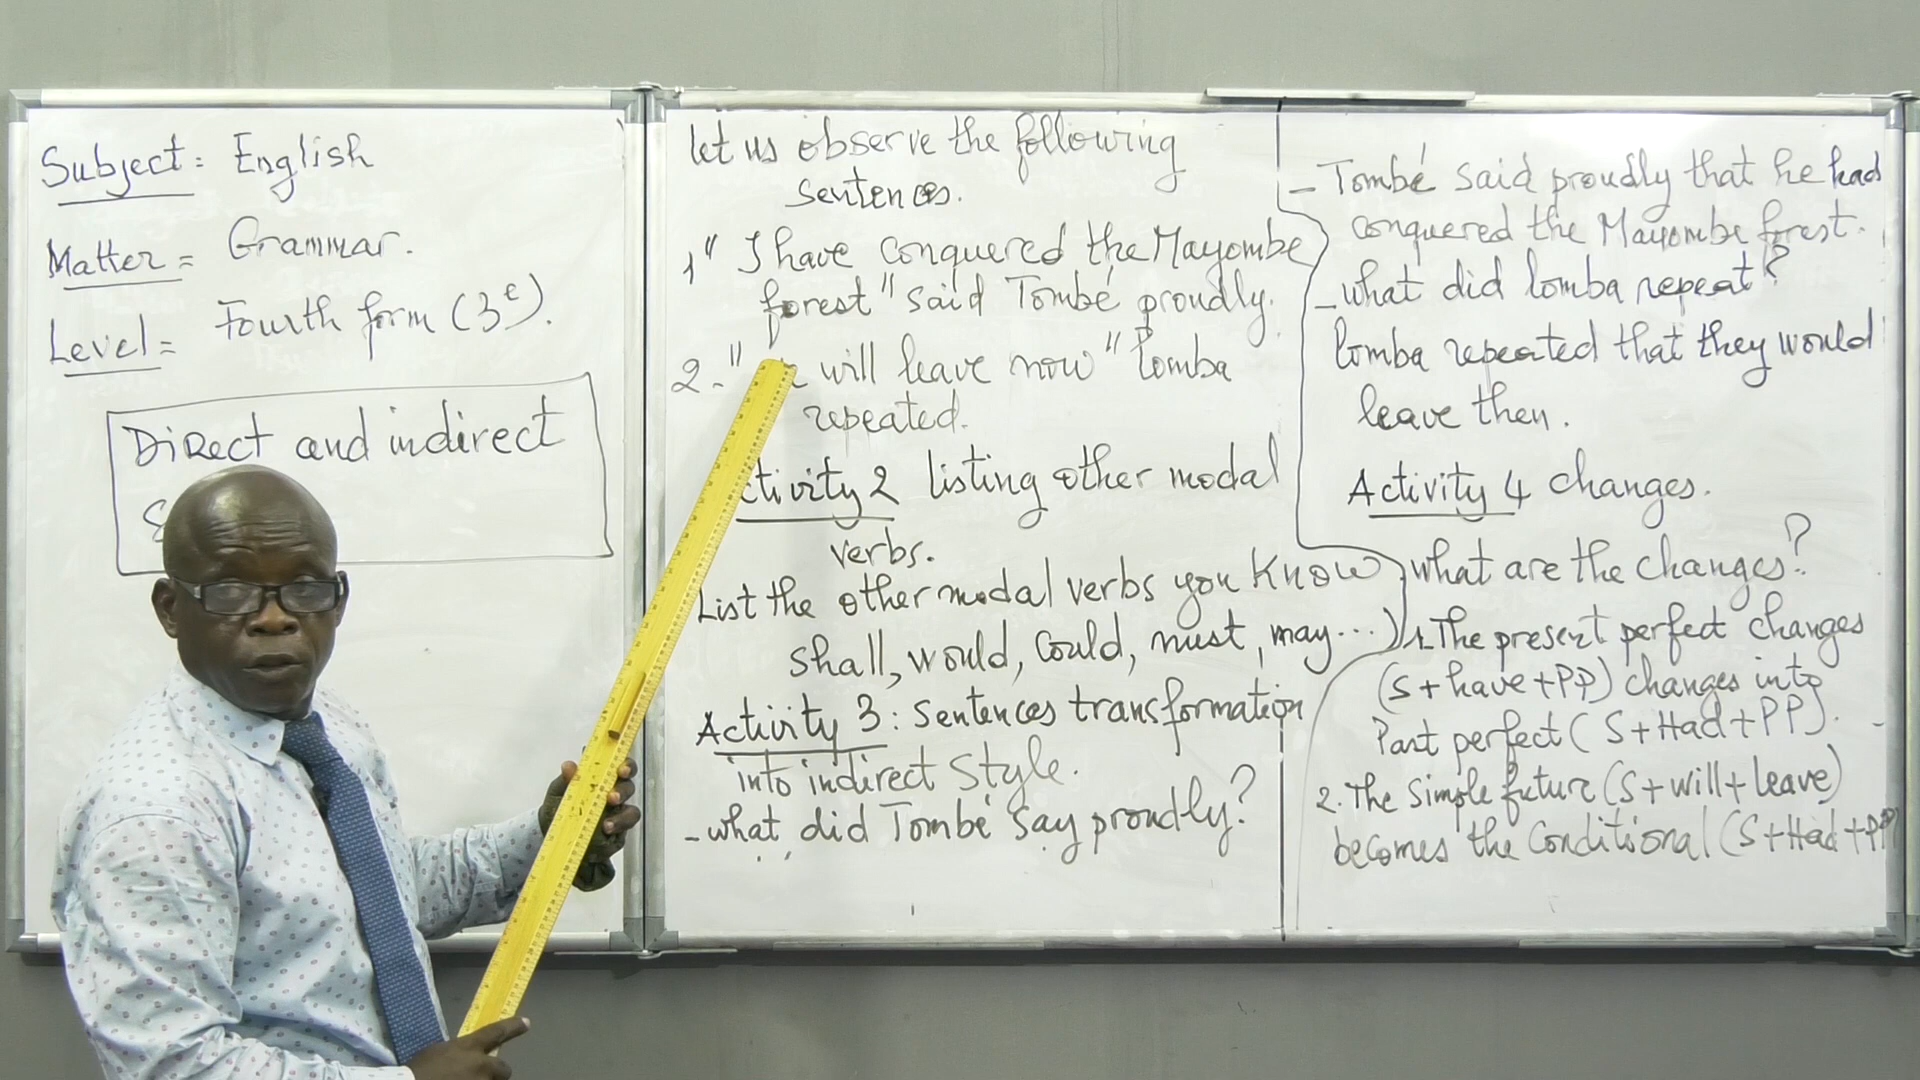 Subject: English
Matter = Grammar.
Level = Fourth form (3e).
Direct and indirect
Let us observe the following
sentences.
1" I have conquered the Mayombe
forest" said Tombé proudly.
2-" will leave now" Lomba
repeated.
ctivity 2 listing other modal
verbs.
List the other modal verbs you know
shall, would, could, must, may...)
Activity 3: Sentences transformation
into indirect style.
- what did Tombé say proudly?
- Tombé said proudly that he had
conquered the Mayombe forest.
- what did Lomba repeat?
Lomba repeated that they would
leave then.
Activity 4 changes.
what are the changes?
1. The present perfect changes
(S+have+PP) changes into
Past perfect (S+Had+PP).
2. The simple future (S+will+leave)
becomes the conditional (S+Had+PP)